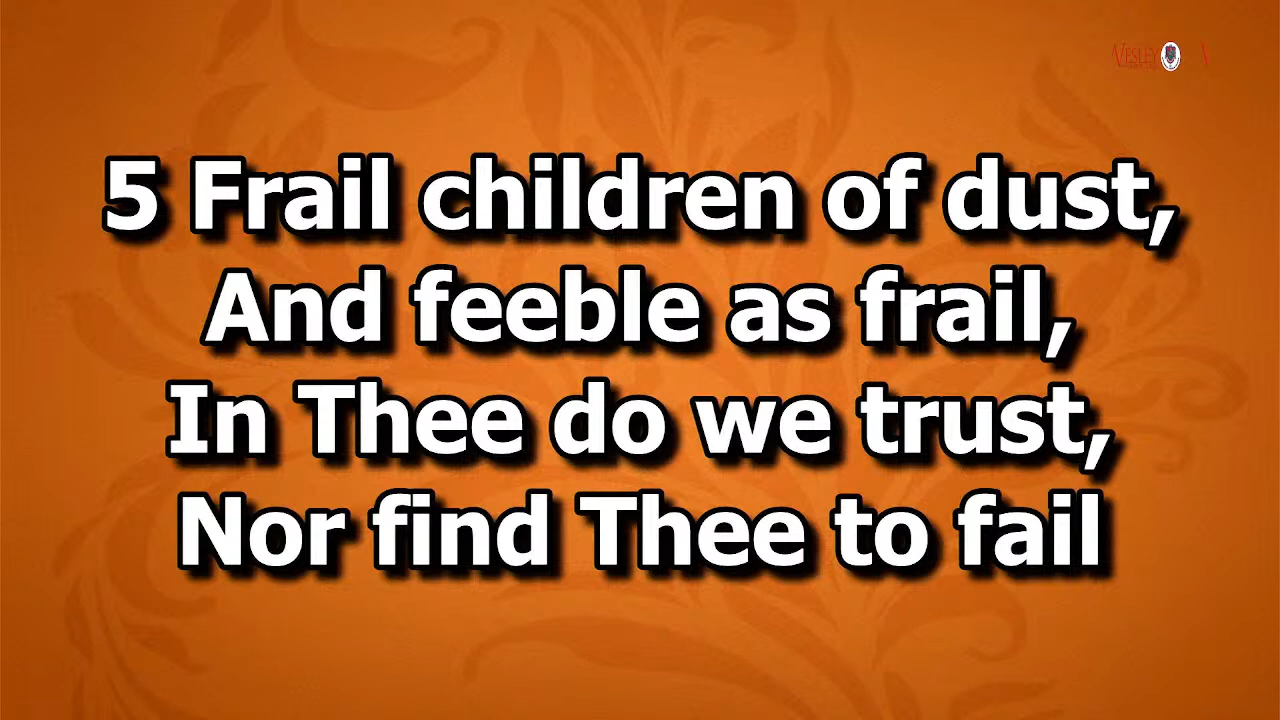 WESLEY
5 Frail children of dust,
And feeble as frail,
In Thee do we trust,
Nor find Thee to fail